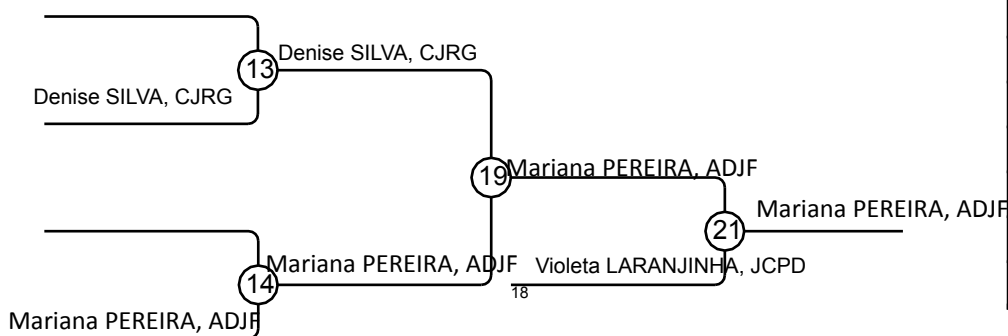 Denise SILVA, CJRG
13
Denise SILVA, CJRG
Mariana PEREIRA, ADJF
19
Mariana PEREIRA, ADJF
21
Mariana PEREIRA, ADJF
Violeta LARANJINHA, JCPD
14
18
Mariana PEREIRA, ADJF